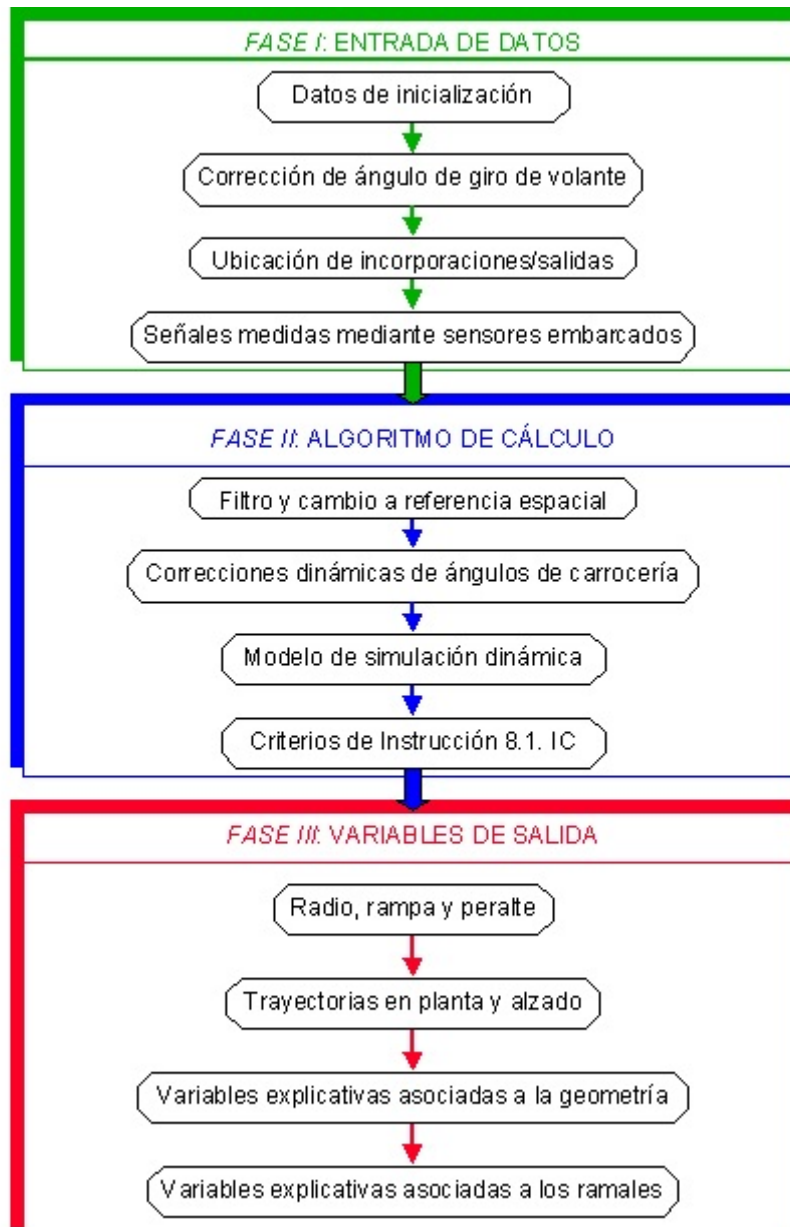 FASE I: ENTRADA DE DATOS
Datos de inicialización
Corrección de ángulo de giro de volante
Ubicación de incorporaciones/salidas
Señales medidas mediante sensores embarcados
FASE II: ALGORITMO DE CÁLCULO
Filtro y cambio a referencia espacial
Correcciones dinámicas de ángulos de carrocería
Modelo de simulación dinámica
Criterios de Instrucción 8.1. IC
FASE III: VARIABLES DE SALIDA
Radio, rampa y peralte
Trayectorias en planta y alzado
Variables explicativas asociadas a la geometría
Variables explicativas asociadas a los ramales